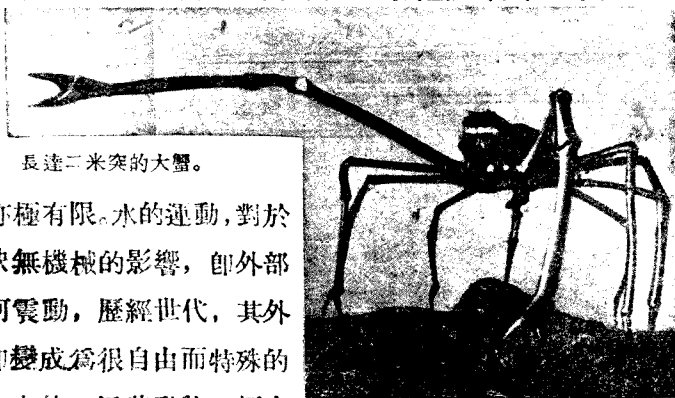 長達二米突的大蟹。
亦極有限。水的運動，對於
無機械的影響，卽外部
震動，歷經世代，其外
變成爲很自由而特殊的